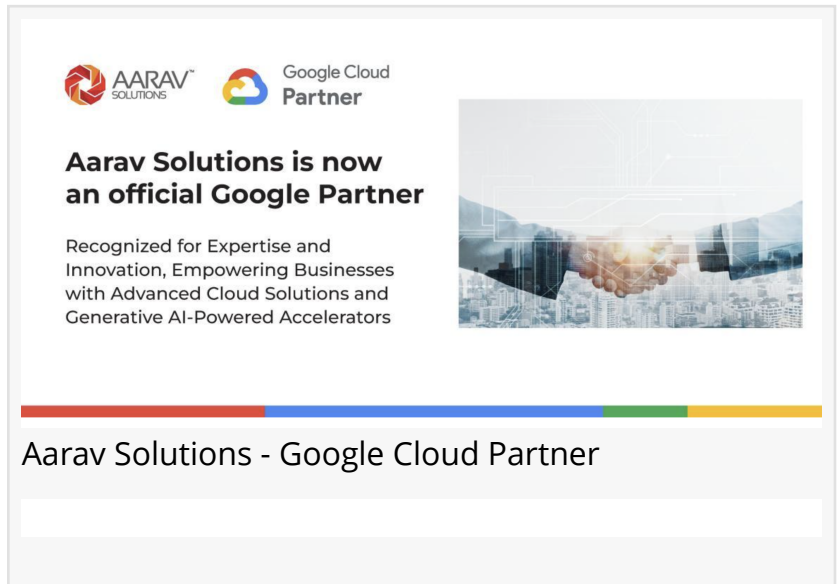 AARAV™
SOLUTIONS
Google Cloud
Partner
Aarav Solutions is now
an official Google Partner
Recognized for Expertise and
Innovation, Empowering Businesses
with Advanced Cloud Solutions and
Generative AI-Powered Accelerators
Aarav Solutions - Google Cloud Partner